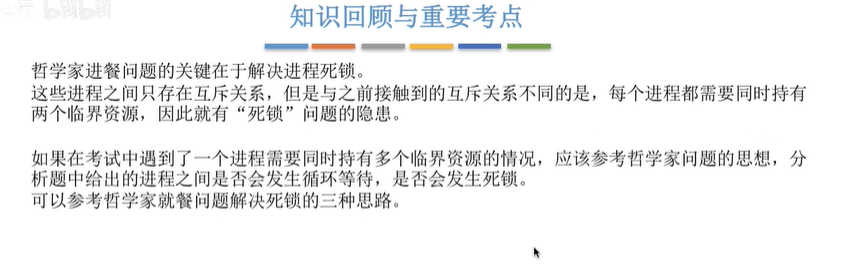 bilibili
知识回顾与重要考点
哲学家进餐问题的关键在于解决进程死锁。
这些进程之间只存在互斥关系，但是与之前接触到的互斥关系不同的是，每个进程都需要同时持有
两个临界资源，因此就有“死锁”问题的隐患。
如果在考试中遇到了一个进程需要同时持有多个临界资源的情况，应该参考哲学家问题的思想，分
析题中给出的进程之间是否会发生循环等待，是否会发生死锁。
可以参考哲学家就餐问题解决死锁的三种思路。